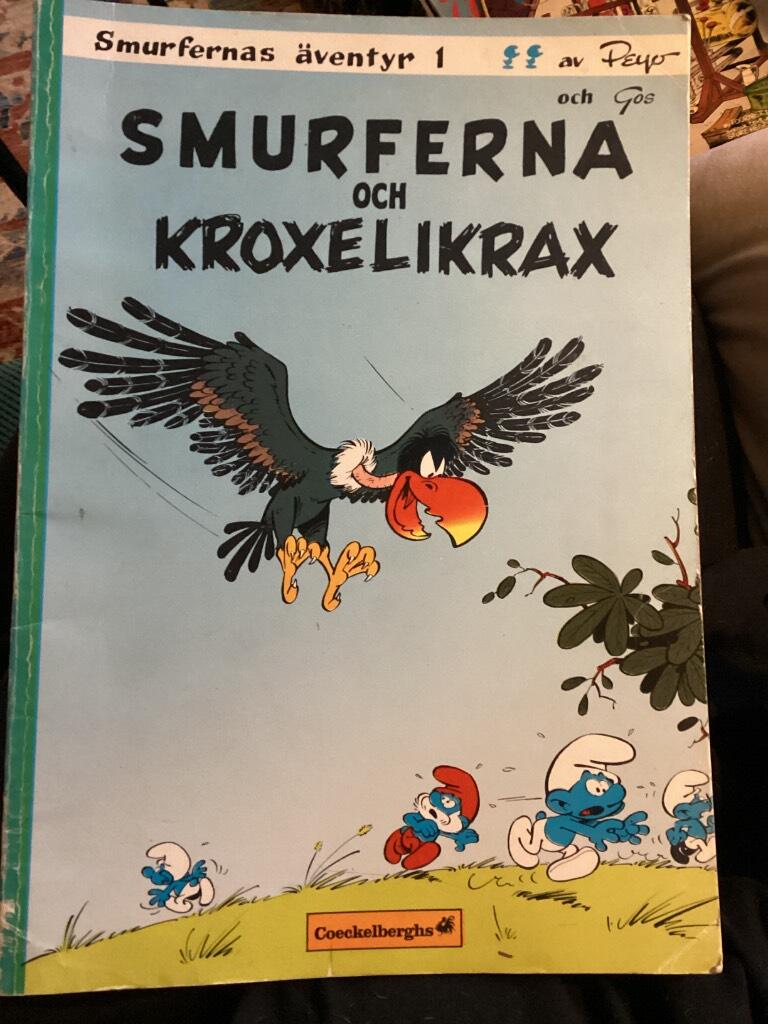 Smurfernas äventyr 1 av Peyo
och Gos
SMURFERNA
OCH
KROXELIKRAX
Coeckelberghs